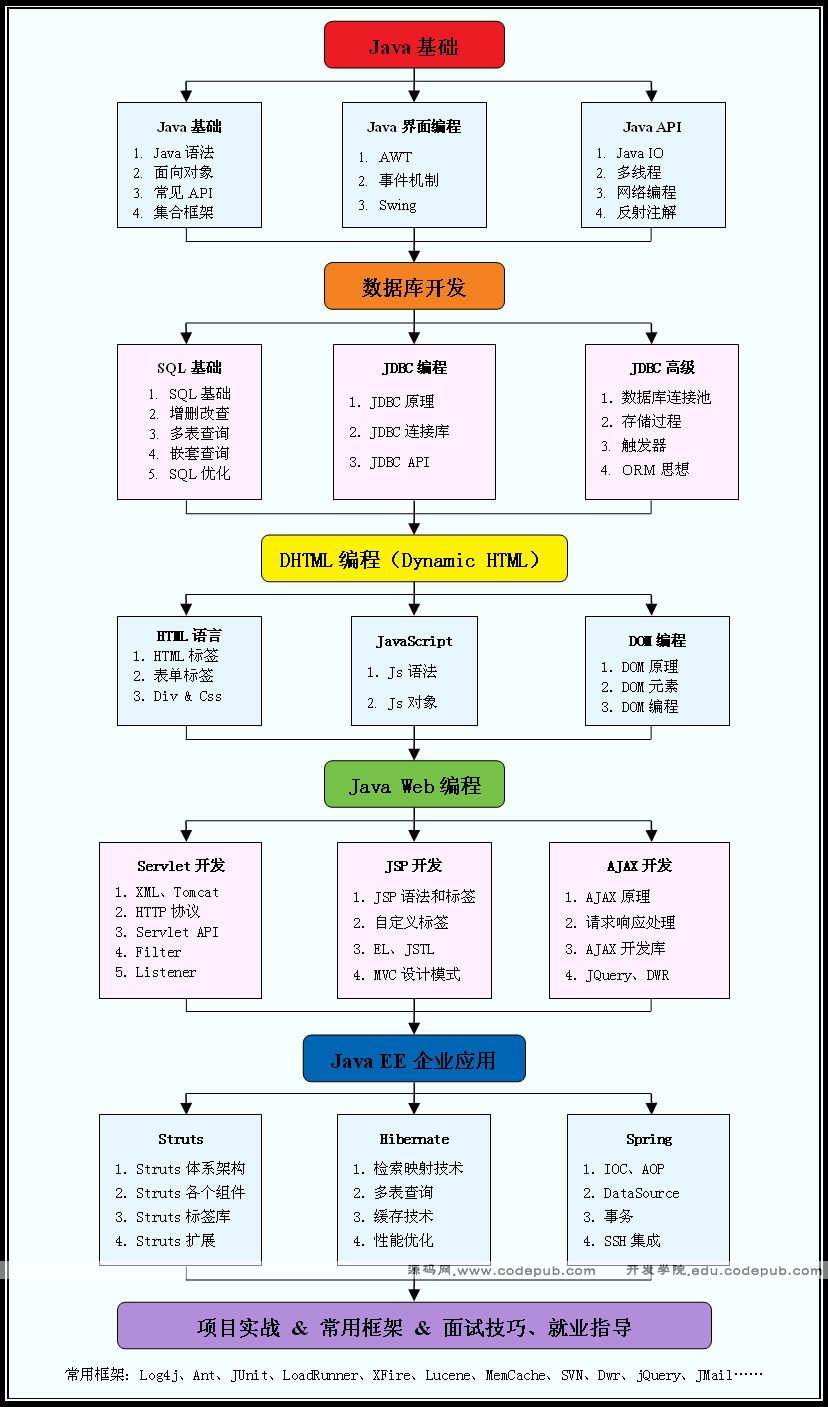 Java 基础
Java 基础
1. Java 语法
2. 面向对象
3. 常见 API
4. 集合框架
Java 界面编程
1. AWT
2. 事件机制
3. Swing
Java API
1. Java IO
2. 多线程
3. 网络编程
4. 反射注解
数据库开发
SQL 基础
1. SQL 基础
2. 增删改查
3. 多表查询
4. 嵌套查询
5. SQL 优化
JDBC 编程
1. JDBC 原理
2. JDBC 连接库
3. JDBC API
JDBC 高级
1. 数据库连接池
2. 存储过程
3. 触发器
4. ORM 思想
DHTML 编程（Dynamic HTML）
HTML 语言
1. HTML 标签
2. 表单标签
3. Div & Css
JavaScript
1. Js 语法
2. Js 对象
DOM 编程
1. DOM 原理
2. DOM 元素
3. DOM 编程
Java Web 编程
Servlet 开发
1. XML、Tomcat
2. HTTP 协议
3. Servlet API
4. Filter
5. Listener
JSP 开发
1. JSP 语法和标签
2. 自定义标签
3. EL、JSTL
4. MVC 设计模式
AJAX 开发
1. AJAX 原理
2. 请求响应处理
3. AJAX 开发库
4. JQuery、DWR
Java EE 企业应用
Struts
1. Struts 体系架构
2. Struts 各个组件
3. Struts 标签库
4. Struts 扩展
Hibernate
1. 检索映射技术
2. 多表查询
3. 缓存技术
4. 性能优化
Spring
1. IOC、AOP
2. DataSource
3. 事务
4. SSH 集成
源码网.www.codepub.com 开发学院.edu.codepub.com
项目实战 & 常用框架 & 面试技巧、就业指导
常用框架：Log4j、Ant、JUnit、LoadRunner、XFire、Lucene、MemCache、SVN、Dwr、jQuery、JMail……